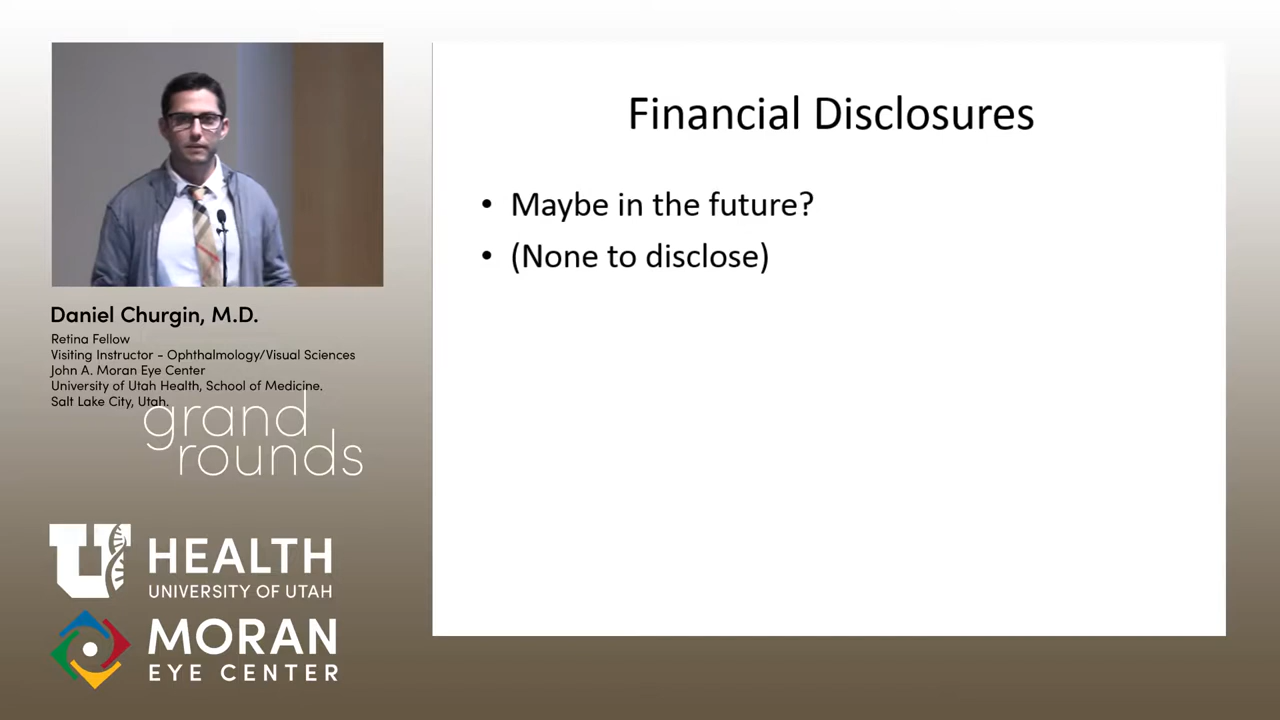 Financial Disclosures
• Maybe in the future?
• (None to disclose)
Daniel Churgin, M.D.
Retina Fellow
Visiting Instructor - Ophthalmology/Visual Sciences
John A. Moran Eye Center
University of Utah Health, School of Medicine.
Salt Lake City, Utah.
grand
rounds
U HEALTH
UNIVERSITY OF UTAH
MORAN
EYE CENTER